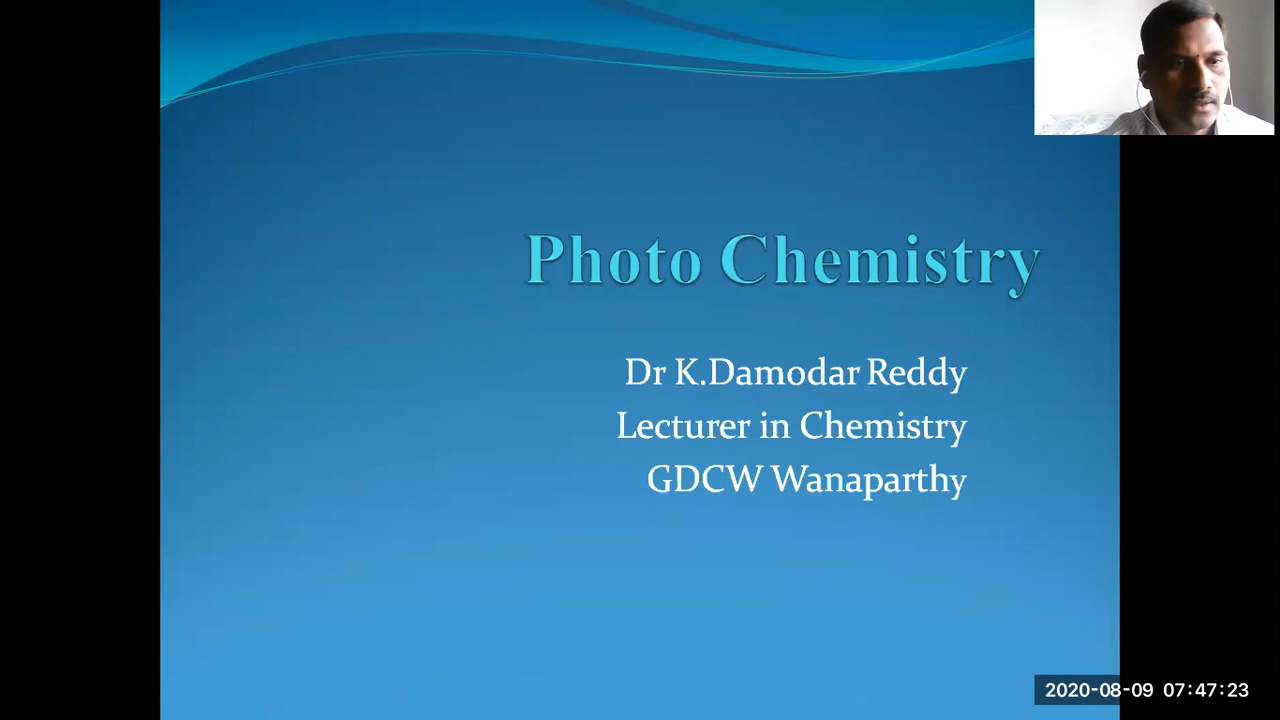 Photo Chemistry
Dr K.Damodar Reddy
Lecturer in Chemistry
GDCW Wanaparthy
2020-08-09 07:47:23